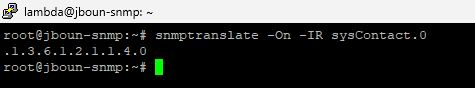 lambda@jboun-snmp: ~
root@jboun-snmp:~# snmptranslate -On -IR sysContact.0
.1.3.6.1.2.1.1.4.0
root@jboun-snmp:~#